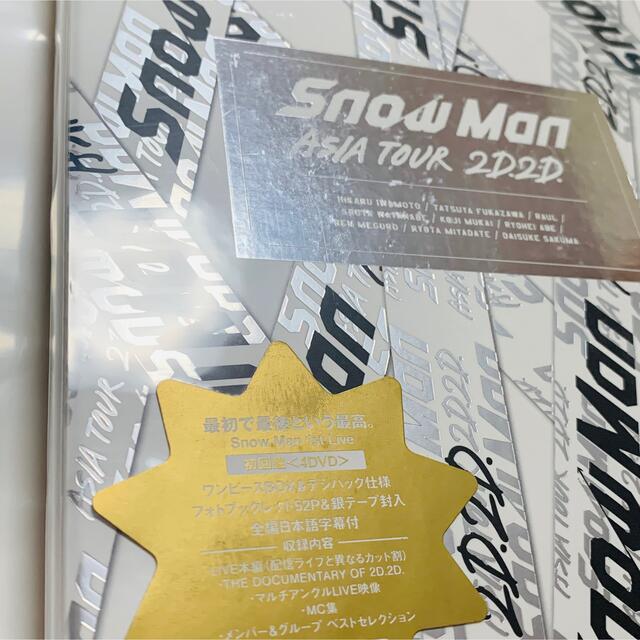 Snow Man
ASIA TOUR 2D.2D.
HIKARU IWAMOTO / TATSUYA FUKAZAWA / RAUL /
SHOTA WATANABE / KOJI MUKAI / RYOHEI ABE
REN MEGURO / RYOTA MIYADATE / DAISUKE SAKUMA
最初で最後という最高。
Snow Man 1st Live
初回盤<4DVD>
ワンピースBOX&デジパック仕様
フォトブックレット52P&銀テープ封入
全編日本語字幕付
収録内容
・LIVE本編(配信ライブと異なるカット割)
・THE DOCUMENTARY OF 2D.2D.
・マルチアングルLIVE映像
・MC集
・メンバー&グループ ベストセレクション